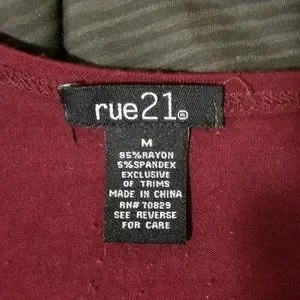 rue21®
M
95%RAYON
5%SPANDEX
EXCLUSIVE
OF TRIMS
MADE IN CHINA
RN# 70829
SEE REVERSE
FOR CARE